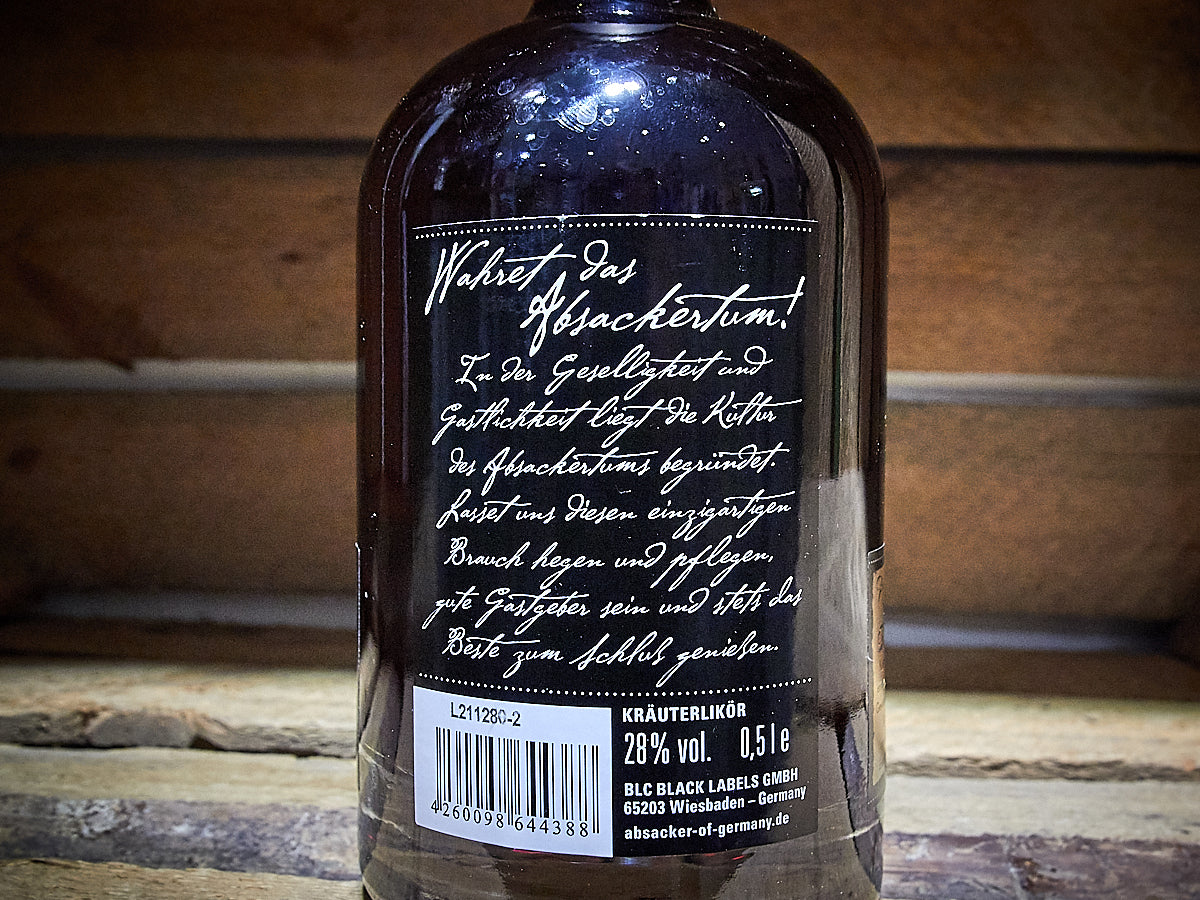 Wahret das
Absackertum!
In der Geselligkeit und
Gastlichkeit liegt die Kultur
des Absackertums begründet.
Lasset uns diesen einzigartigen
Brauch hegen und pflegen,
gute Gastgeber sein und stets das
Beste zum Schluß genießen.
L211280-2
4260098 644388
KRÄUTERLIKÖR
28% vol. 0,5 l e
BLC BLACK LABELS GMBH
65203 Wiesbaden – Germany
absacker-of-germany.de